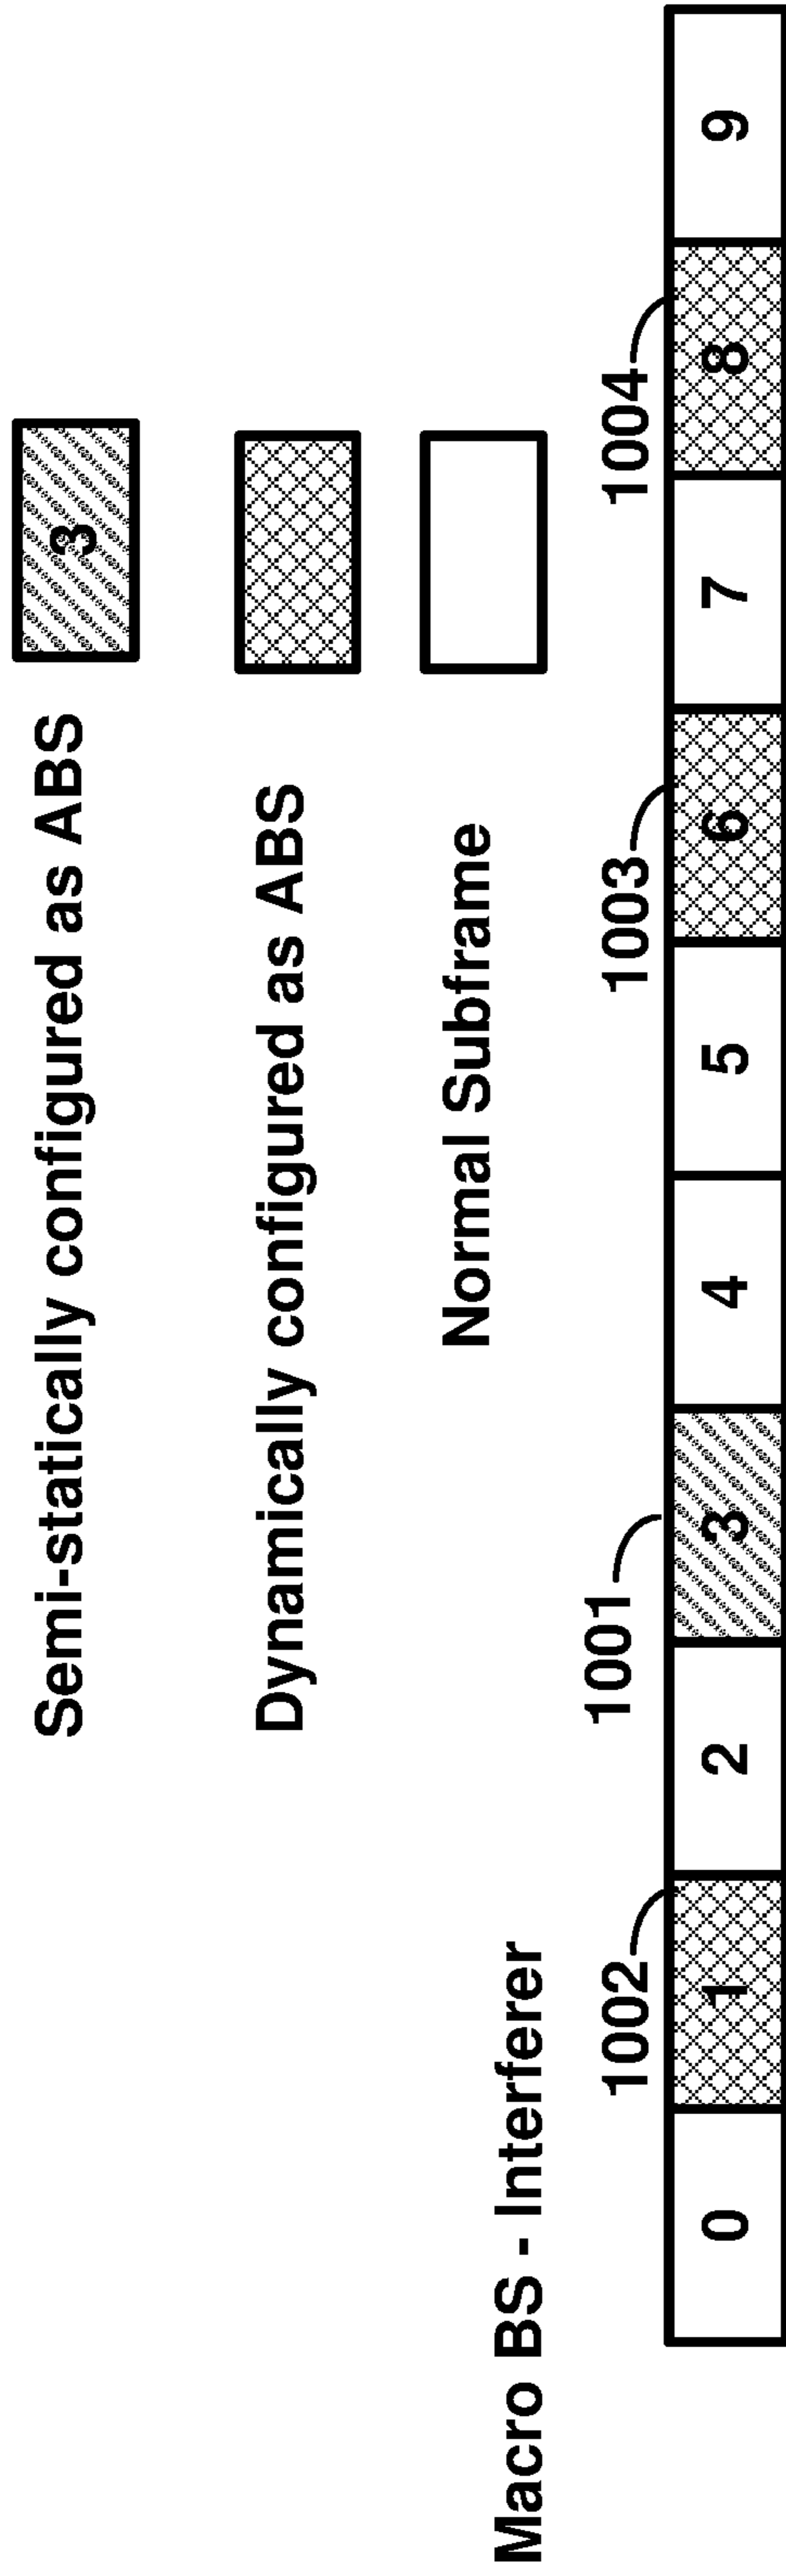 Semi-statically configured as ABS
3
Dynamically configured as ABS
Normal Subframe
Macro BS - Interferer
1002 1001 1003 1004
0 1 2 3 4 5 6 7 8 9